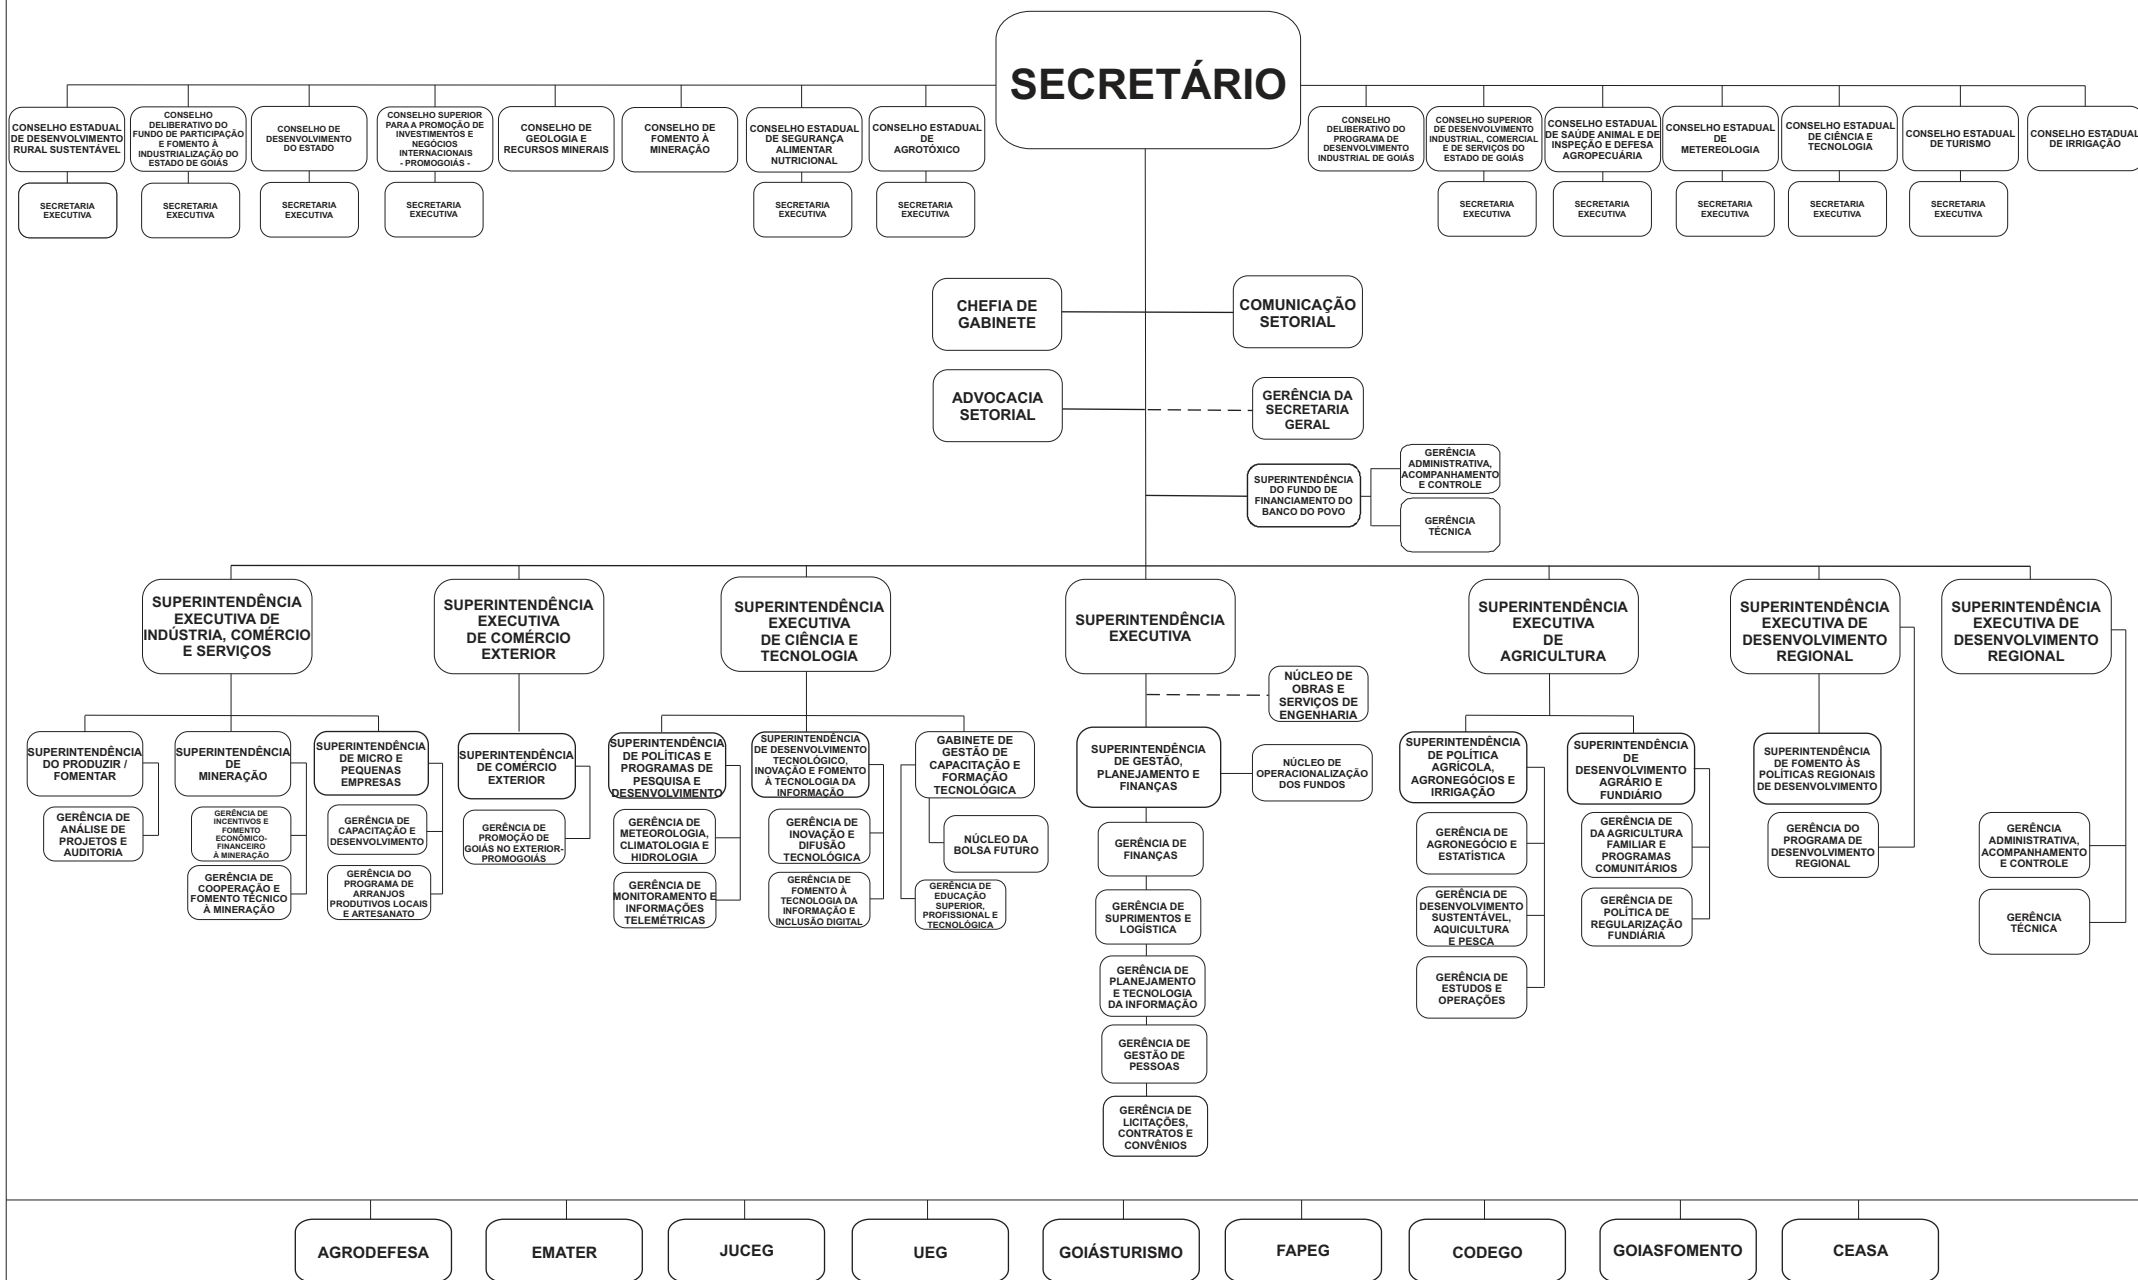 SECRETÁRIO
CONSELHO ESTADUAL
DE DESENVOLVIMENTO
RURAL SUSTENTÁVEL
CONSELHO
DELIBERATIVO DO
FUNDO DE PARTICIPAÇÃO
E FOMENTO À
INDUSTRIALIZAÇÃO DO
ESTADO DE GOIÁS
CONSELHO DE
DESENVOLVIMENTO
DO ESTADO
CONSELHO SUPERIOR
PARA A PROMOÇÃO DE
INVESTIMENTOS E
NEGÓCIOS
INTERNACIONAIS
- PROMOGOIÁS -
CONSELHO DE
GEOLOGIA E
RECURSOS MINERAIS
CONSELHO DE
FOMENTO À
MINERAÇÃO
CONSELHO ESTADUAL
DE SEGURANÇA
ALIMENTAR
NUTRICIONAL
CONSELHO ESTADUAL
DE
AGROTÓXICO
CONSELHO
DELIBERATIVO DO
PROGRAMA DE
DESENVOLVIMENTO
INDUSTRIAL DE GOIÁS
CONSELHO SUPERIOR
DE DESENVOLVIMENTO
INDUSTRIAL, COMERCIAL
E DE SERVIÇOS DO
ESTADO DE GOIÁS
CONSELHO ESTADUAL
DE SAÚDE ANIMAL E DE
INSPEÇÃO E DEFESA
AGROPECUÁRIA
CONSELHO ESTADUAL
DE
METEREOLOGIA
CONSELHO ESTADUAL
DE CIÊNCIA E
TECNOLOGIA
CONSELHO ESTADUAL
DE TURISMO
CONSELHO ESTADUAL
DE IRRIGAÇÃO
SECRETARIA
EXECUTIVA
SECRETARIA
EXECUTIVA
SECRETARIA
EXECUTIVA
SECRETARIA
EXECUTIVA
SECRETARIA
EXECUTIVA
SECRETARIA
EXECUTIVA
SECRETARIA
EXECUTIVA
SECRETARIA
EXECUTIVA
SECRETARIA
EXECUTIVA
SECRETARIA
EXECUTIVA
SECRETARIA
EXECUTIVA
CHEFIA DE
GABINETE
COMUNICAÇÃO
SETORIAL
ADVOCACIA
SETORIAL
GERÊNCIA DA
SECRETARIA
GERAL
SUPERINTENDÊNCIA
DO FUNDO DE
FINANCIAMENTO DO
BANCO DO POVO
GERÊNCIA
ADMINISTRATIVA,
ACOMPANHAMENTO
E CONTROLE
GERÊNCIA
TÉCNICA
SUPERINTENDÊNCIA
EXECUTIVA DE
INDÚSTRIA, COMÉRCIO
E SERVIÇOS
SUPERINTENDÊNCIA
EXECUTIVA
DE COMÉRCIO
EXTERIOR
SUPERINTENDÊNCIA
EXECUTIVA
DE CIÊNCIA E
TECNOLOGIA
SUPERINTENDÊNCIA
EXECUTIVA
SUPERINTENDÊNCIA
EXECUTIVA
DE
AGRICULTURA
SUPERINTENDÊNCIA
EXECUTIVA DE
DESENVOLVIMENTO
REGIONAL
SUPERINTENDÊNCIA
EXECUTIVA DE
DESENVOLVIMENTO
REGIONAL
NÚCLEO DE
OBRAS E
SERVIÇOS DE
ENGENHARIA
SUPERINTENDÊNCIA
DO PRODUZIR /
FOMENTAR
SUPERINTENDÊNCIA
DE
MINERAÇÃO
SUPERINTENDÊNCIA
DE MICRO E
PEQUENAS
EMPRESAS
SUPERINTENDÊNCIA
DE COMÉRCIO
EXTERIOR
SUPERINTENDÊNCIA
DE POLÍTICAS E
PROGRAMAS DE
PESQUISA E
DESENVOLVIMENTO
SUPERINTENDÊNCIA
DE DESENVOLVIMENTO
TECNOLÓGICO,
INOVAÇÃO E FOMENTO
À TECNOLOGIA DA
INFORMAÇÃO
GABINETE DE
GESTÃO DE
CAPACITAÇÃO E
FORMAÇÃO
TECNOLÓGICA
SUPERINTENDÊNCIA
DE GESTÃO,
PLANEJAMENTO E
FINANÇAS
NÚCLEO DE
OPERACIONALIZAÇÃO
DOS FUNDOS
SUPERINTENDÊNCIA
DE POLÍTICA
AGRÍCOLA,
AGRONEGÓCIOS E
IRRIGAÇÃO
SUPERINTENDÊNCIA
DE
DESENVOLVIMENTO
AGRÁRIO E
FUNDIÁRIO
SUPERINTENDÊNCIA
DE FOMENTO ÀS
POLÍTICAS REGIONAIS
DE DESENVOLVIMENTO
GERÊNCIA DE
ANÁLISE DE
PROJETOS E
AUDITORIA
GERÊNCIA DE
INCENTIVOS E
FOMENTO
ECONÔMICO-
FINANCEIRO
À MINERAÇÃO
GERÊNCIA DE
CAPACITAÇÃO E
DESENVOLVIMENTO
GERÊNCIA DE
PROMOÇÃO DE
GOIÁS NO EXTERIOR-
PROMOGOIÁS
GERÊNCIA DE
METEOROLOGIA,
CLIMATOLOGIA E
HIDROLOGIA
GERÊNCIA DE
INOVAÇÃO E
DIFUSÃO
TECNOLÓGICA
NÚCLEO DA
BOLSA FUTURO
GERÊNCIA DE
FINANÇAS
GERÊNCIA DE
AGRONEGÓCIO E
ESTATÍSTICA
GERÊNCIA DE
DA AGRICULTURA
FAMILIAR E
PROGRAMAS
COMUNITÁRIOS
GERÊNCIA DO
PROGRAMA DE
DESENVOLVIMENTO
REGIONAL
GERÊNCIA
ADMINISTRATIVA,
ACOMPANHAMENTO
E CONTROLE
GERÊNCIA DE
COOPERAÇÃO E
FOMENTO TÉCNICO
À MINERAÇÃO
GERÊNCIA DO
PROGRAMA DE
ARRANJOS
PRODUTIVOS LOCAIS
E ARTESANATO
GERÊNCIA DE
MONITORAMENTO E
INFORMAÇÕES
TELEMÉTRICAS
GERÊNCIA DE
FOMENTO À
TECNOLOGIA DA
INFORMAÇÃO E
INCLUSÃO DIGITAL
GERÊNCIA DE
EDUCAÇÃO
SUPERIOR,
PROFISSIONAL E
TECNOLÓGICA
GERÊNCIA DE
SUPRIMENTOS E
LOGÍSTICA
GERÊNCIA DE
DESENVOLVIMENTO
SUSTENTÁVEL,
AQUICULTURA
E PESCA
GERÊNCIA DE
POLÍTICA DE
REGULARIZAÇÃO
FUNDIÁRIA
GERÊNCIA
TÉCNICA
GERÊNCIA DE
PLANEJAMENTO
E TECNOLOGIA
DA INFORMAÇÃO
GERÊNCIA DE
ESTUDOS E
OPERAÇÕES
GERÊNCIA DE
GESTÃO DE
PESSOAS
GERÊNCIA DE
LICITAÇÕES,
CONTRATOS E
CONVÊNIOS
AGRODEFESA
EMATER
JUCEG
UEG
GOIÁSTURISMO
FAPEG
CODEGO
GOIASFOMENTO
CEASA